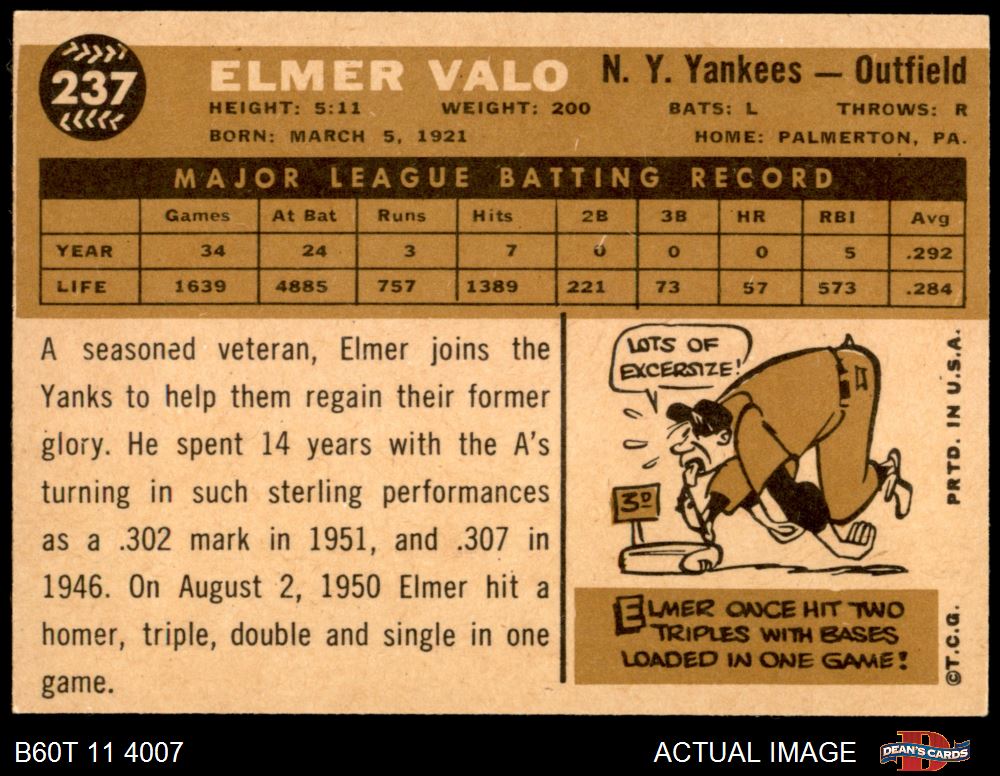 237
ELMER VALO N. Y. Yankees — Outfield
HEIGHT: 5:11 WEIGHT: 200 BATS: L THROWS: R
BORN: MARCH 5, 1921 HOME: PALMERTON, PA.
MAJOR LEAGUE BATTING RECORD
Games At Bat Runs Hits 2B 3B HR RBI Avg
YEAR 34 24 3 7 0 0 0 5 .292
LIFE 1639 4885 757 1389 221 73 57 573 .284
A seasoned veteran, Elmer joins the
Yanks to help them regain their former
glory. He spent 14 years with the A's
turning in such sterling performances
as a .302 mark in 1951, and .307 in
1946. On August 2, 1950 Elmer hit a
homer, triple, double and single in one
game.
LOTS OF
EXCERSIZE!
3D
ELMER ONCE HIT TWO
TRIPLES WITH BASES
LOADED IN ONE GAME!
©T.C.G. PRTD. IN U.S.A.
B60T 11 4007 ACTUAL IMAGE DEAN'S CARDS